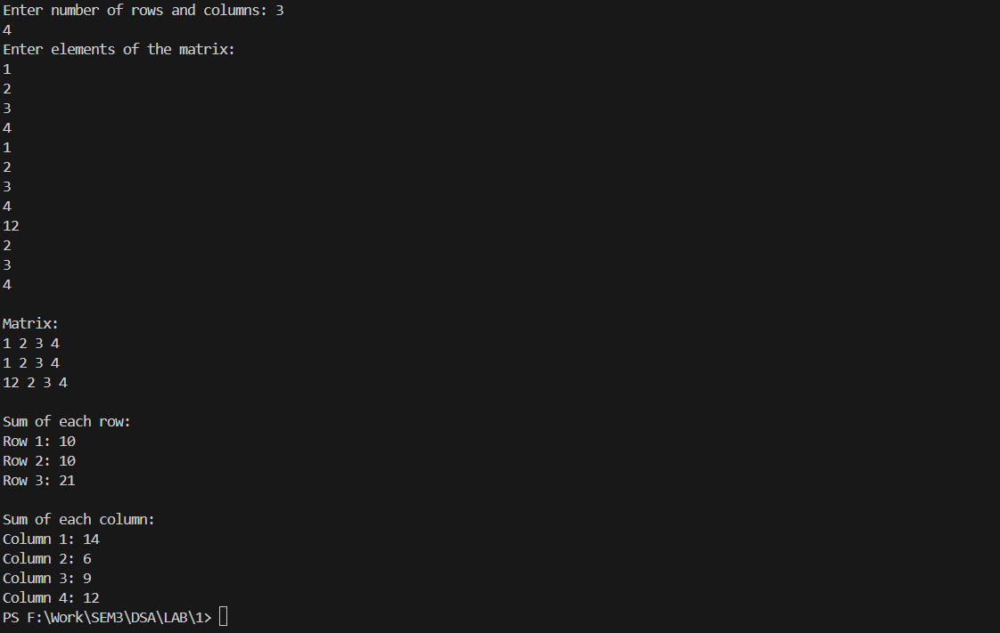 Enter number of rows and columns: 3
4
Enter elements of the matrix:
1
2
3
4
1
2
3
4
12
2
3
4
Matrix:
1 2 3 4
1 2 3 4
12 2 3 4
Sum of each row:
Row 1: 10
Row 2: 10
Row 3: 21
Sum of each column:
Column 1: 14
Column 2: 6
Column 3: 9
Column 4: 12
PS F:\Work\SEM3\DSA\LAB\1>